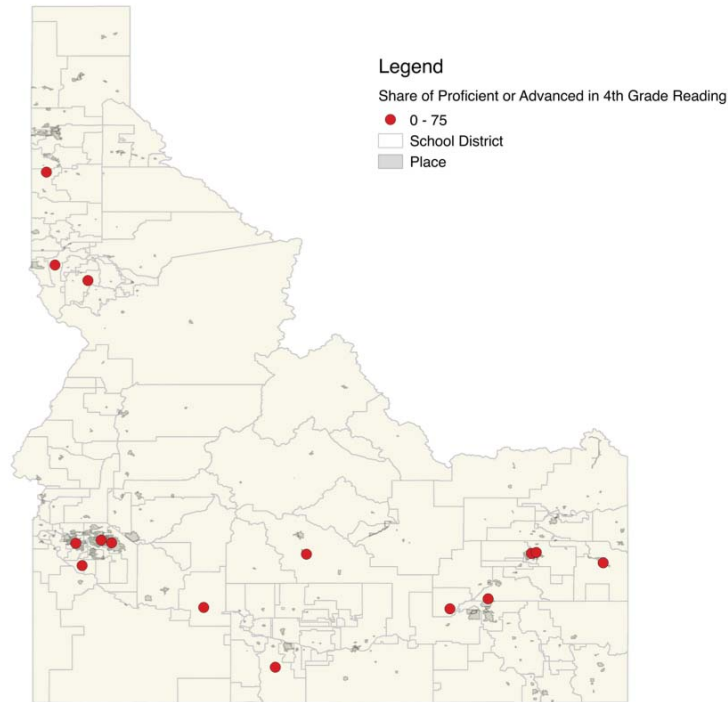 Legend
Share of Proficient or Advanced in 4th Grade Reading
0 - 75
School District
Place